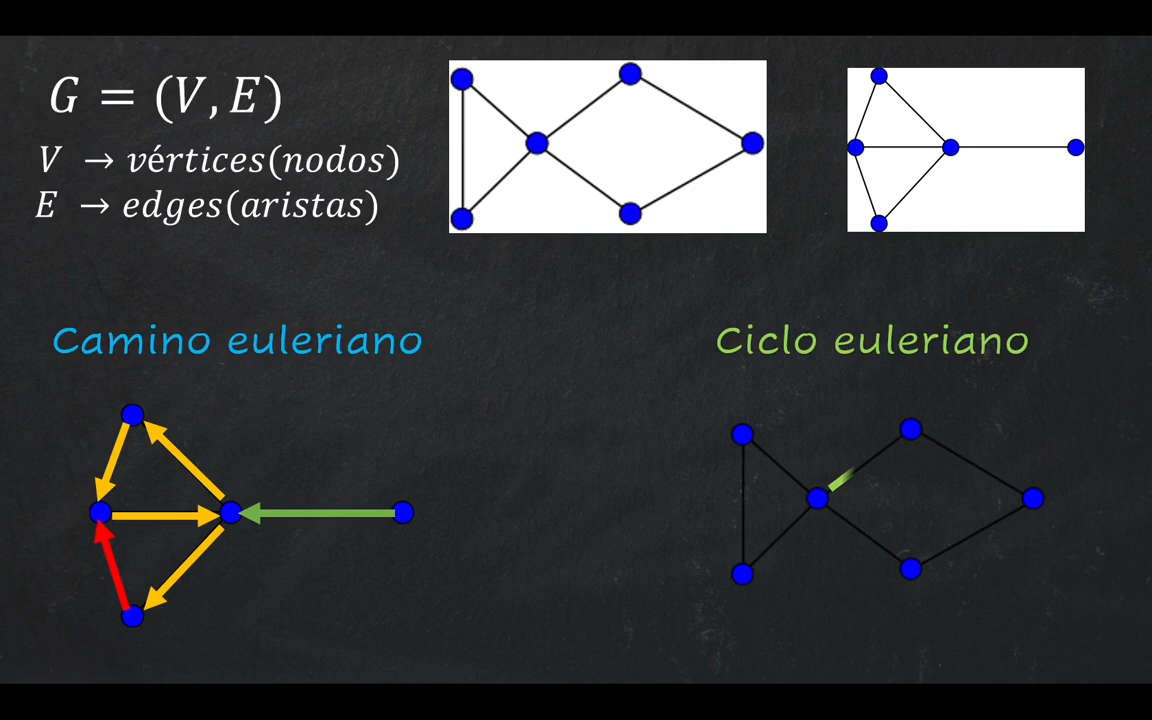 G = (V, E)
V → vértices(nodos)
E → edges(aristas)
Camino euleriano
Ciclo euleriano